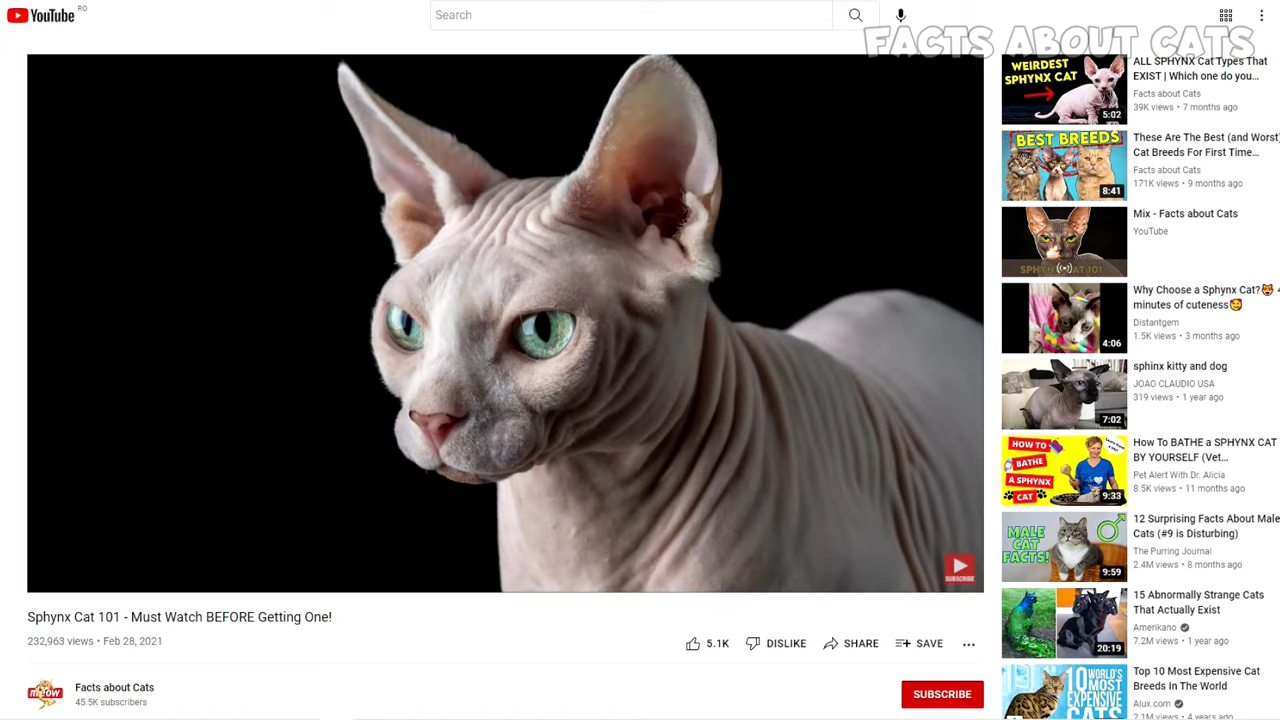 YouTube
RO
Search
FACTS ABOUT CATS
SUBSCRIBE
Sphynx Cat 101 - Must Watch BEFORE Getting One!
232,963 views • Feb 28, 2021
5.1K
DISLIKE
SHARE
SAVE
meow
Facts about Cats
45.5K subscribers
SUBSCRIBE
WEIRDEST
SPHYNX CAT
5:02
ALL SPHYNX Cat Types That
EXIST | Which one do you...
Facts about Cats
39K views • 7 months ago
BEST BREEDS
8:41
These Are The Best (and Worst)
Cat Breeds For First Time...
Facts about Cats
171K views • 9 months ago
SPHYNX CAT 101
Mix - Facts about Cats
YouTube
4:06
Why Choose a Sphynx Cat?😻 4
minutes of cuteness🥰
Distantgem
1.5K views • 3 months ago
7:02
sphinx kitty and dog
JOAO CLAUDIO USA
319 views • 1 year ago
HOW TO
BATHE
A SPHYNX
CAT
9:33
How To BATHE a SPHYNX CAT
BY YOURSELF (Vet...
Pet Alert With Dr. Alicia
8.5K views • 11 months ago
MALE
CAT
FACTS!
9:59
12 Surprising Facts About Male
Cats (#9 is Disturbing)
The Purring Journal
2.4M views • 8 months ago
20:19
15 Abnormally Strange Cats
That Actually Exist
Amerikano
7.2M views • 1 year ago
10 WORLD'S
MOST
EXPENSIVE
CATS
Top 10 Most Expensive Cat
Breeds In The World
Alux.com
2.1M views • 4 years ago